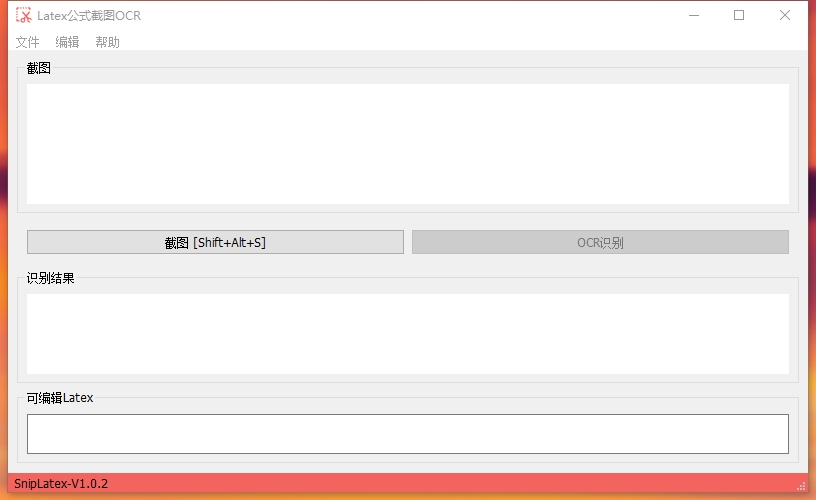 Latex公式截图OCR
文件 编辑 帮助
截图
截图 [Shift+Alt+S] OCR识别
识别结果
可编辑Latex
SnipLatex-V1.0.2